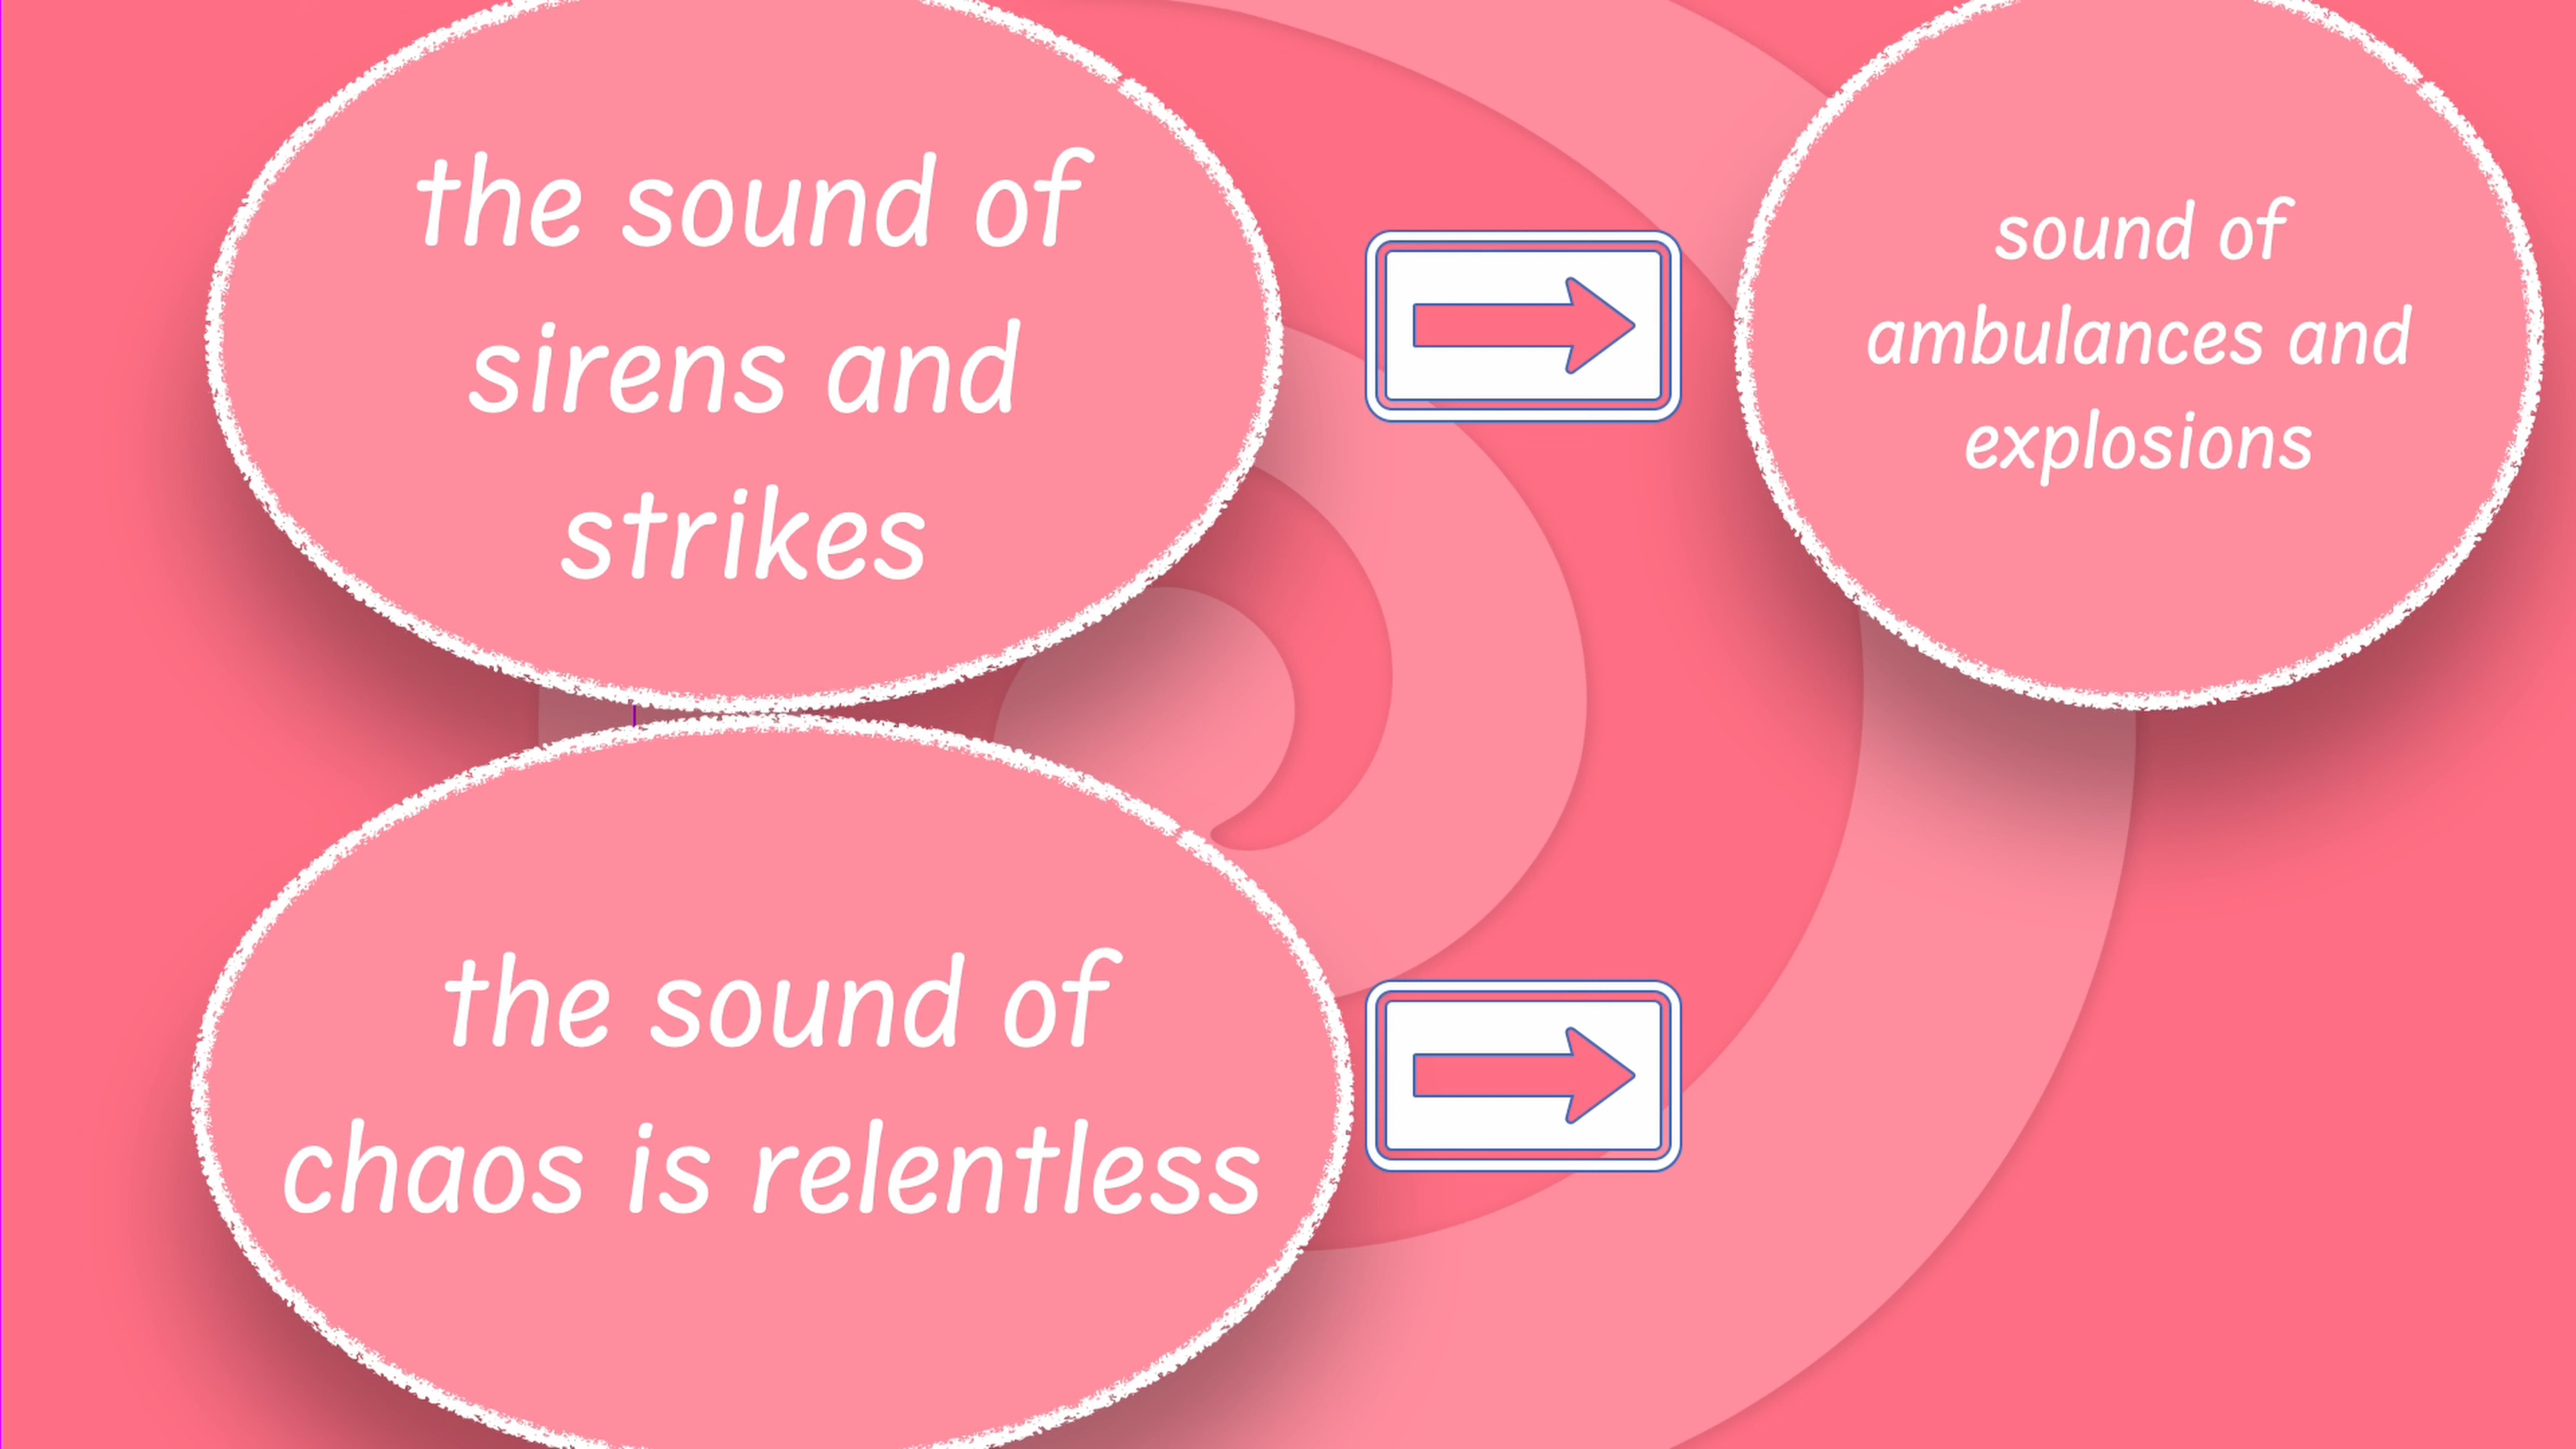 the sound of
sirens and
strikes
sound of
ambulances and
explosions
the sound of
chaos is relentless